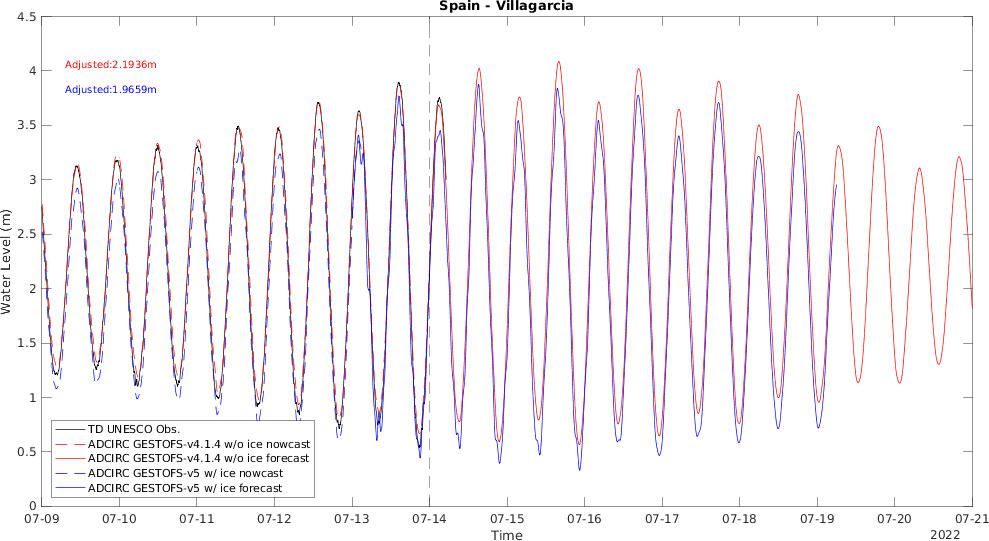 Spain - Villagarcia
Adjusted:2.1936m
Adjusted:1.9659m
Water Level (m)
4.5
4
3.5
3
2.5
2
1.5
1
0.5
0
TD UNESCO Obs.
ADCIRC GESTOFS-v4.1.4 w/o ice nowcast
ADCIRC GESTOFS-v4.1.4 w/o ice forecast
ADCIRC GESTOFS-v5 w/ ice nowcast
ADCIRC GESTOFS-v5 w/ ice forecast
07-09 07-10 07-11 07-12 07-13 07-14 07-15 07-16 07-17 07-18 07-19 07-20 07-21
Time
2022